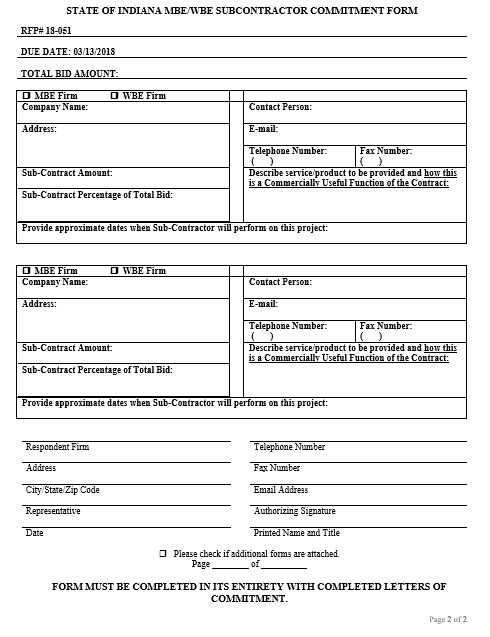 STATE OF INDIANA MBE/WBE SUBCONTRACTOR COMMITMENT FORM
RFP# 18-051
DUE DATE: 03/13/2018
TOTAL BID AMOUNT:
☐ MBE Firm ☐ WBE Firm
Company Name: Contact Person:
Address: E-mail:
Telephone Number: Fax Number:
( ) ( )
Sub-Contract Amount: Describe service/product to be provided and how this
is a Commercially Useful Function of the Contract:
Sub-Contract Percentage of Total Bid:
Provide approximate dates when Sub-Contractor will perform on this project:
☐ MBE Firm ☐ WBE Firm
Company Name: Contact Person:
Address: E-mail:
Telephone Number: Fax Number:
( ) ( )
Sub-Contract Amount: Describe service/product to be provided and how this
is a Commercially Useful Function of the Contract:
Sub-Contract Percentage of Total Bid:
Provide approximate dates when Sub-Contractor will perform on this project:
Respondent Firm Telephone Number
Address Fax Number
City/State/Zip Code Email Address
Representative Authorizing Signature
Date Printed Name and Title
☐ Please check if additional forms are attached.
Page ________ of __________
FORM MUST BE COMPLETED IN ITS ENTIRETY WITH COMPLETED LETTERS OF
COMMITMENT.
Page 2 of 2